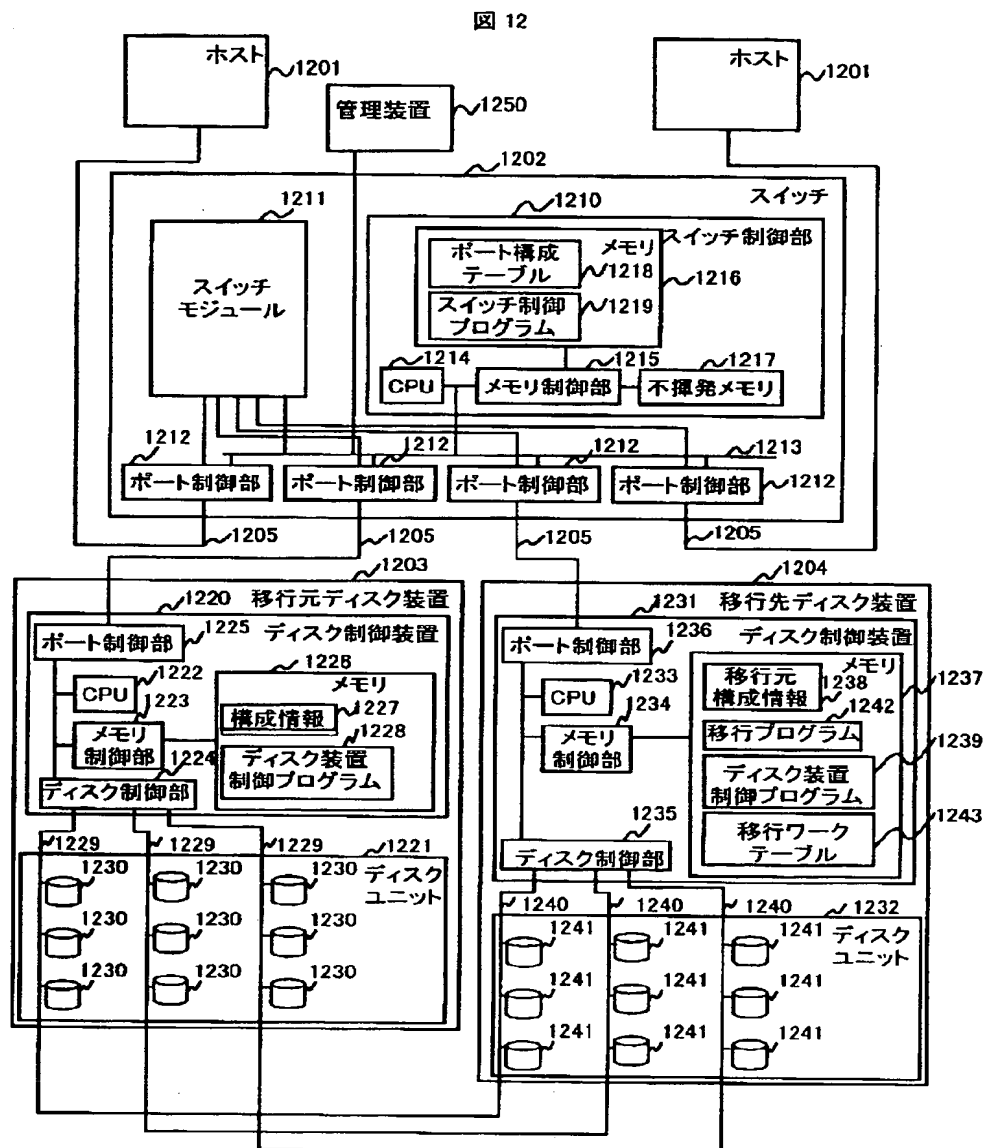 図 12
ホスト
1201
ホスト
1201
管理装置
1250
1202
スイッチ
1211
スイッチ
モジュール
1210
スイッチ制御部
メモリ
ポート構成
テーブル
1218
1216
スイッチ制御
プログラム
1219
1214
CPU
1215
メモリ制御部
1217
不揮発メモリ
1212
ポート制御部
1212
ポート制御部
1212
ポート制御部
1213
ポート制御部
1212
1205
1205
1205
1205
1203
移行元ディスク装置
1220
ディスク制御装置
ポート制御部
1225
1222
CPU
1223
メモリ
制御部
1224
ディスク制御部
1228
メモリ
1227
構成情報
1228
ディスク装置
制御プログラム
1229
1229
1229
1221
ディスク
ユニット
1230
1230
1230
1230
1230
1230
1230
1230
1230
1204
移行先ディスク装置
1231
ディスク制御装置
ポート制御部
1236
1233
CPU
1234
メモリ
制御部
1235
ディスク制御部
メモリ
1237
移行元
構成情報
1238
1242
移行プログラム
1239
ディスク装置
制御プログラム
1243
移行ワーク
テーブル
1240
1240
1240
1232
ディスク
ユニット
1241
1241
1241
1241
1241
1241
1241
1241
1241